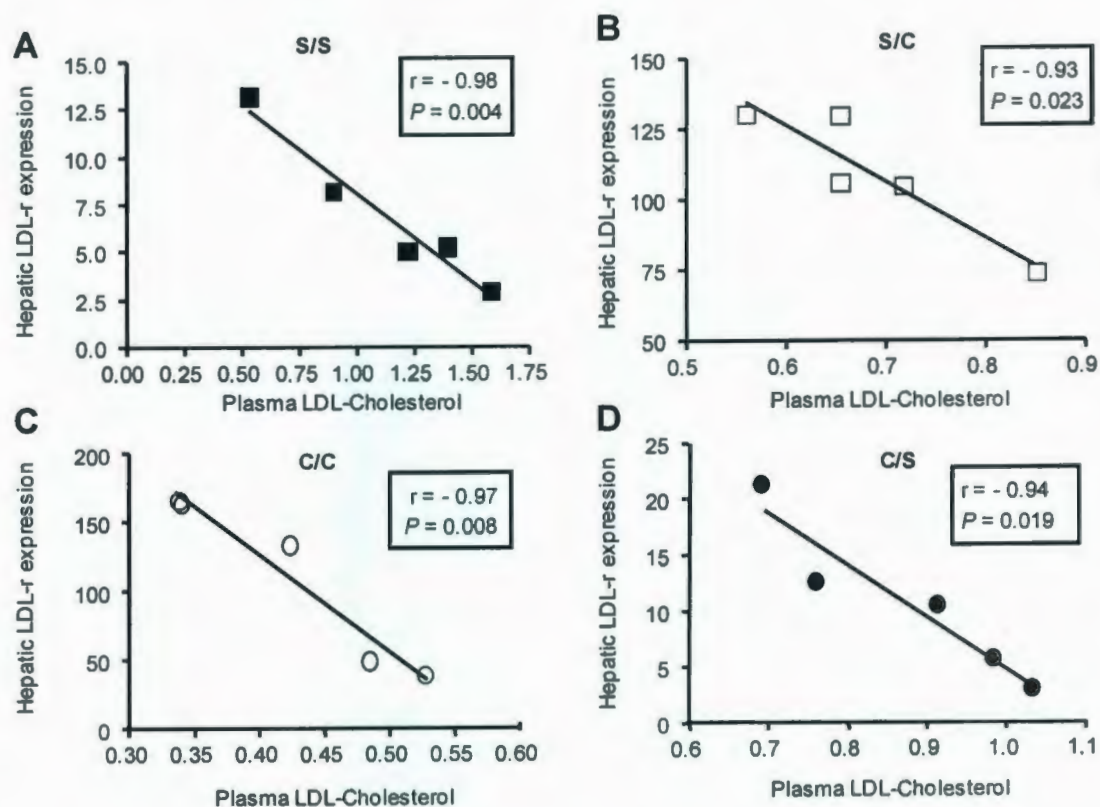 A
S/S
r = - 0.98
P = 0.004
Hepatic LDL-r expression
15.0
12.5
10.0
7.5
5.0
2.5
0.0
0.00 0.25 0.50 0.75 1.00 1.25 1.50 1.75
Plasma LDL-Cholesterol
B
S/C
r = - 0.93
P = 0.023
Hepatic LDL-r expression
150
125
100
75
50
0.5 0.6 0.7 0.8 0.9
Plasma LDL-Cholesterol
C
C/C
r = - 0.97
P = 0.008
Hepatic LDL-r expression
200
150
100
50
0
0.30 0.35 0.40 0.45 0.50 0.55 0.60
Plasma LDL-Cholesterol
D
C/S
r = - 0.94
P = 0.019
Hepatic LDL-r expression
25
20
15
10
5
0
0.6 0.7 0.8 0.9 1.0 1.1
Plasma LDL-Cholesterol